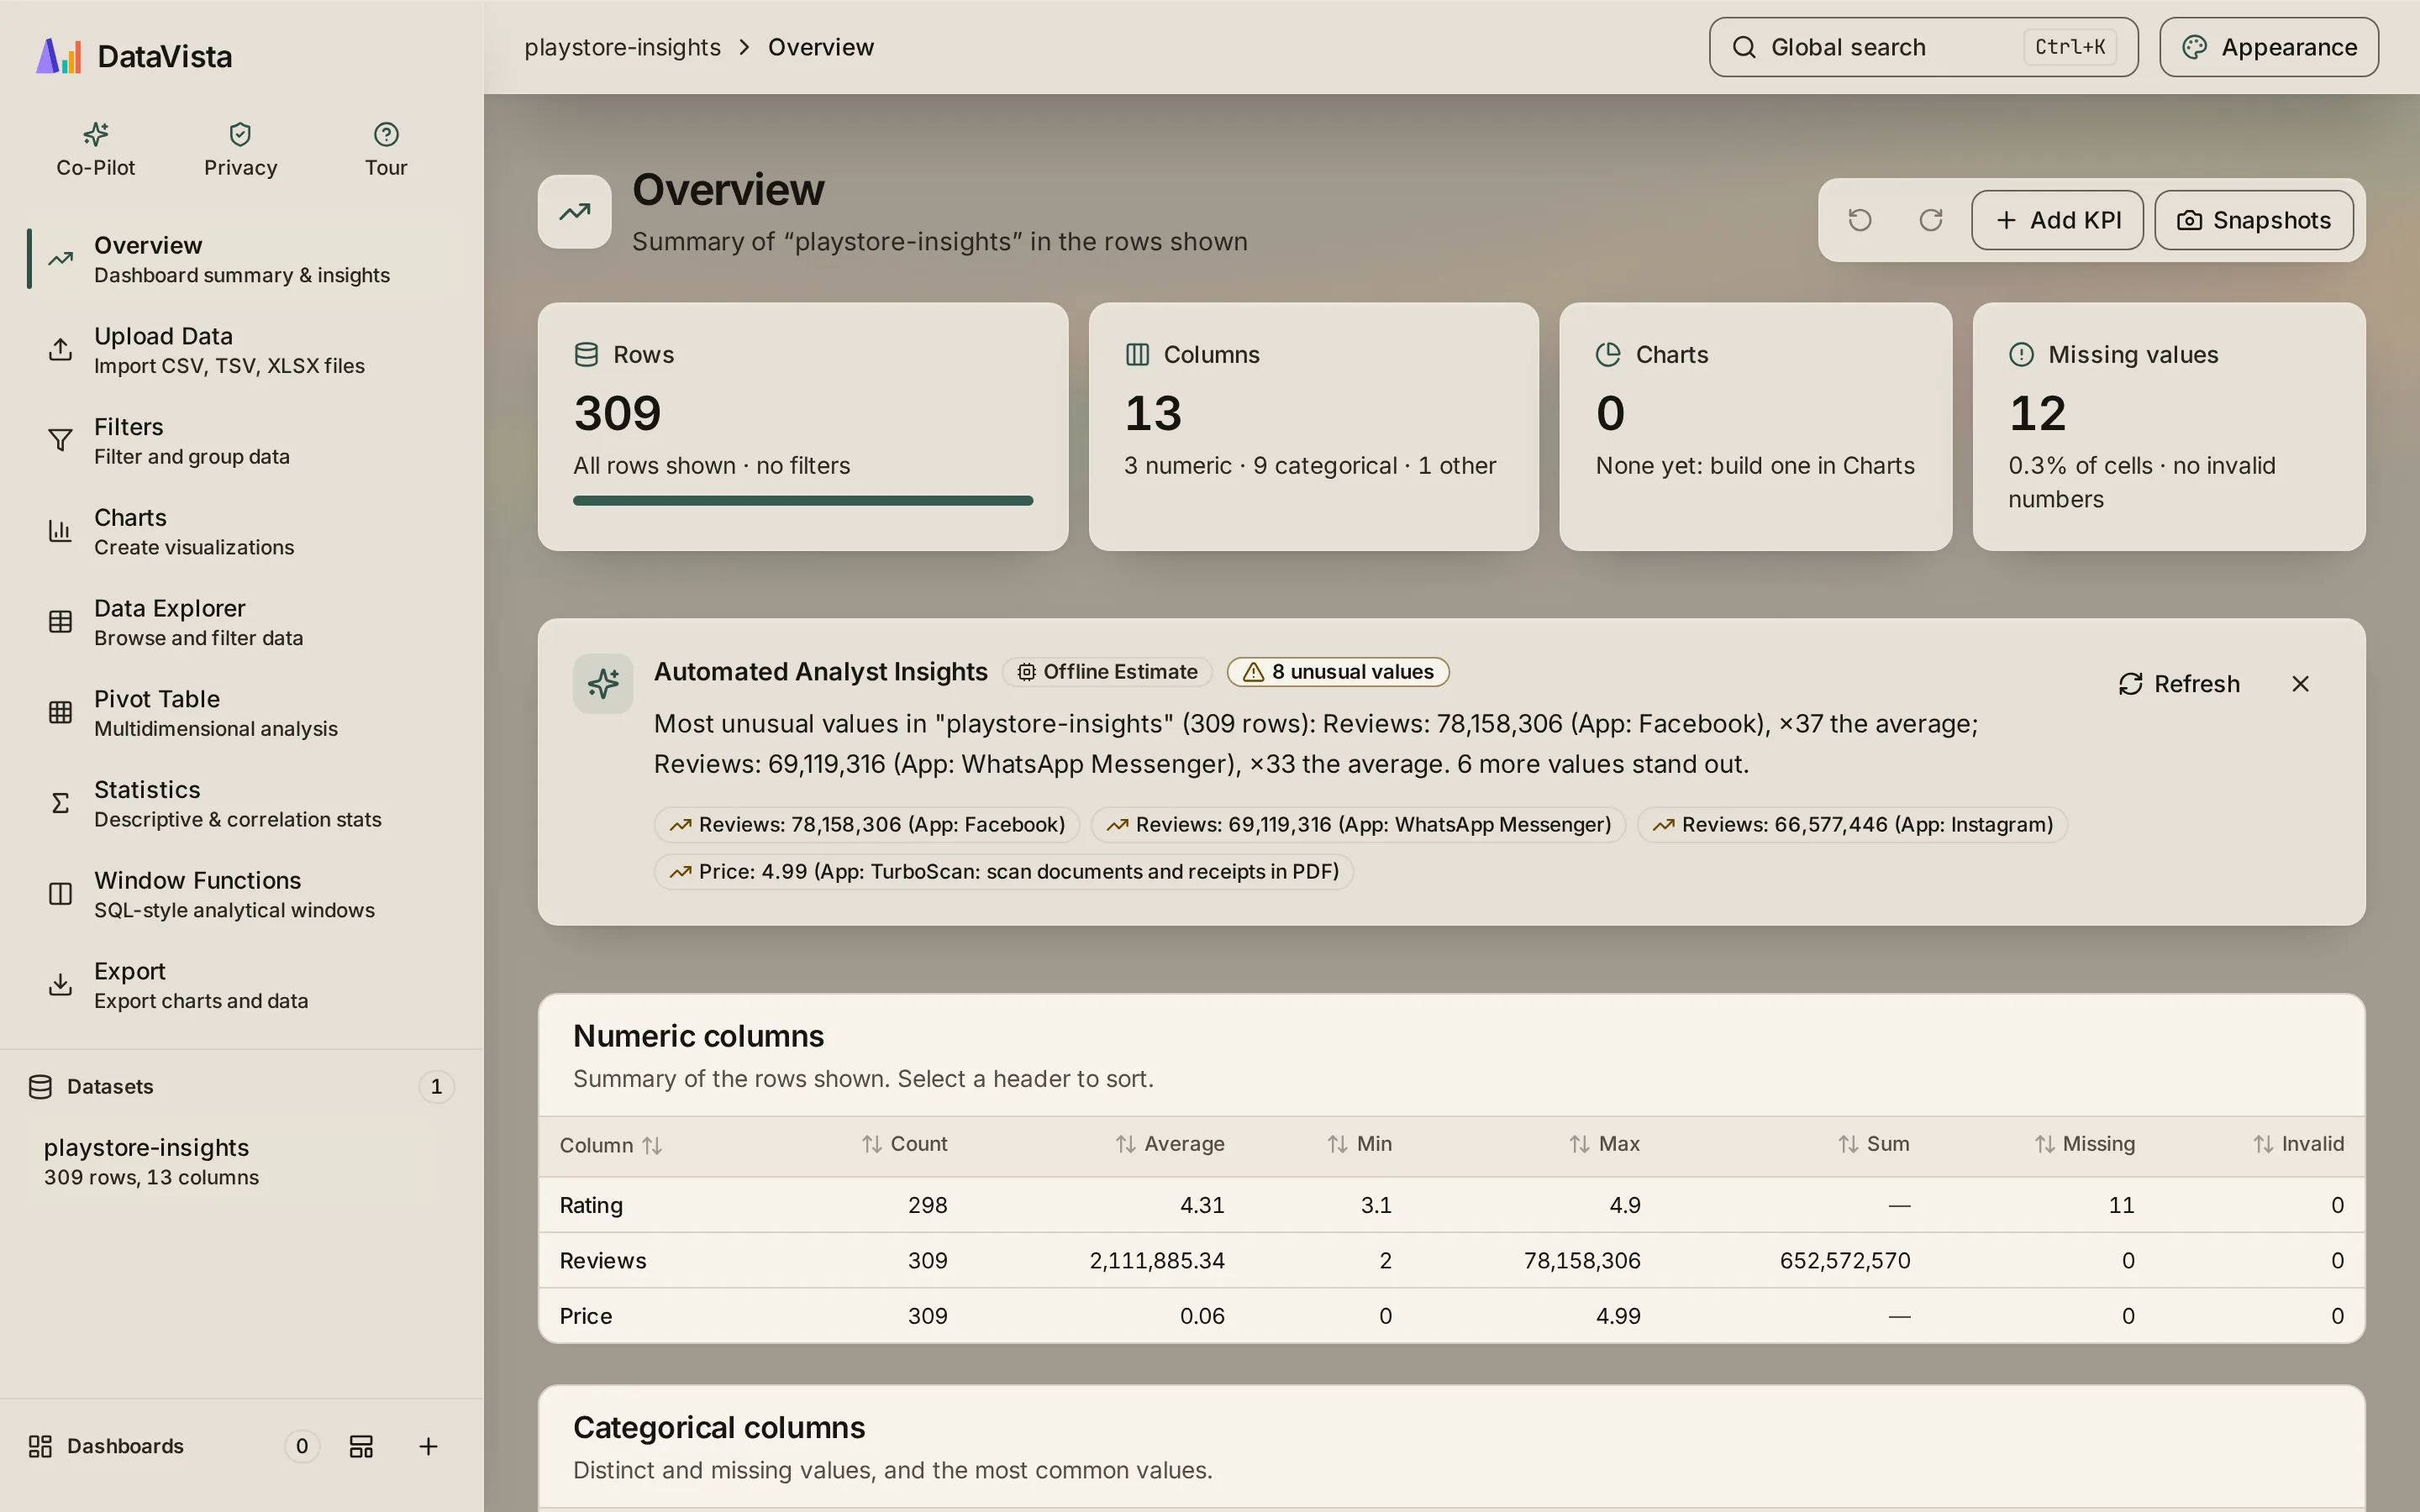 DataVista
Co-Pilot
Privacy
Tour
Overview
Dashboard summary & insights
Upload Data
Import CSV, TSV, XLSX files
Filters
Filter and group data
Charts
Create visualizations
Data Explorer
Browse and filter data
Pivot Table
Multidimensional analysis
Statistics
Descriptive & correlation stats
Window Functions
SQL-style analytical windows
Export
Export charts and data
Datasets 1
playstore-insights
309 rows, 13 columns
Dashboards 0
playstore-insights > Overview
Global search Ctrl+K
Appearance
Overview
Summary of “playstore-insights” in the rows shown
Add KPI
Snapshots
Rows
309
All rows shown · no filters
Columns
13
3 numeric · 9 categorical · 1 other
Charts
0
None yet: build one in Charts
Missing values
12
0.3% of cells · no invalid
numbers
Automated Analyst Insights Offline Estimate 8 unusual values
Refresh
Most unusual values in "playstore-insights" (309 rows): Reviews: 78,158,306 (App: Facebook), ×37 the average;
Reviews: 69,119,316 (App: WhatsApp Messenger), ×33 the average. 6 more values stand out.
Reviews: 78,158,306 (App: Facebook) Reviews: 69,119,316 (App: WhatsApp Messenger) Reviews: 66,577,446 (App: Instagram)
Price: 4.99 (App: TurboScan: scan documents and receipts in PDF)
Numeric columns
Summary of the rows shown. Select a header to sort.
Column Count Average Min Max Sum Missing Invalid
Rating 298 4.31 3.1 4.9 — 11 0
Reviews 309 2,111,885.34 2 78,158,306 652,572,570 0 0
Price 309 0.06 0 4.99 — 0 0
Categorical columns
Distinct and missing values, and the most common values.